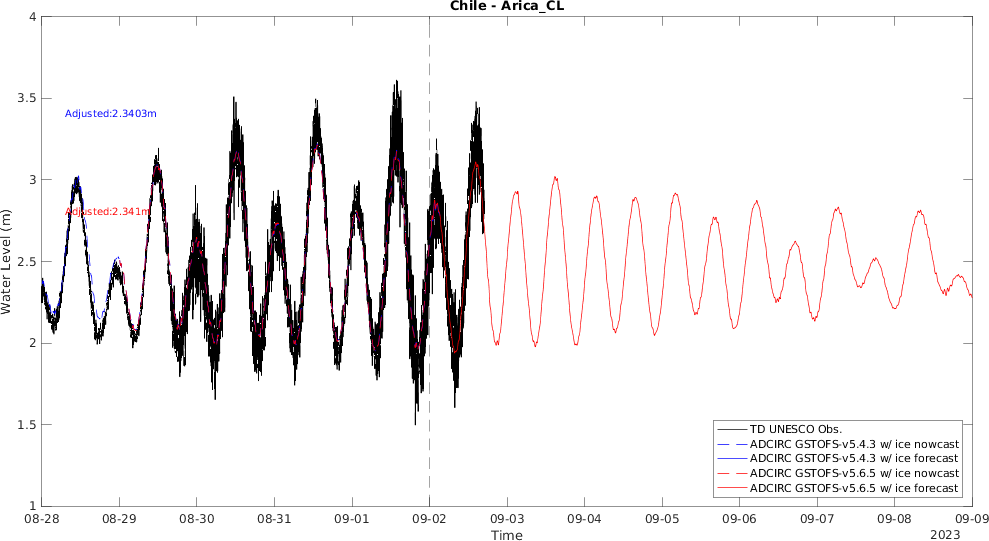 Chile - Arica_CL
4
3.5
3
2.5
2
1.5
1
Water Level (m)
Adjusted:2.3403m
Adjusted:2.341m
TD UNESCO Obs.
ADCIRC GSTOFS-v5.4.3 w/ ice nowcast
ADCIRC GSTOFS-v5.4.3 w/ ice forecast
ADCIRC GSTOFS-v5.6.5 w/ ice nowcast
ADCIRC GSTOFS-v5.6.5 w/ ice forecast
08-28 08-29 08-30 08-31 09-01 09-02 09-03 09-04 09-05 09-06 09-07 09-08 09-09
Time
2023